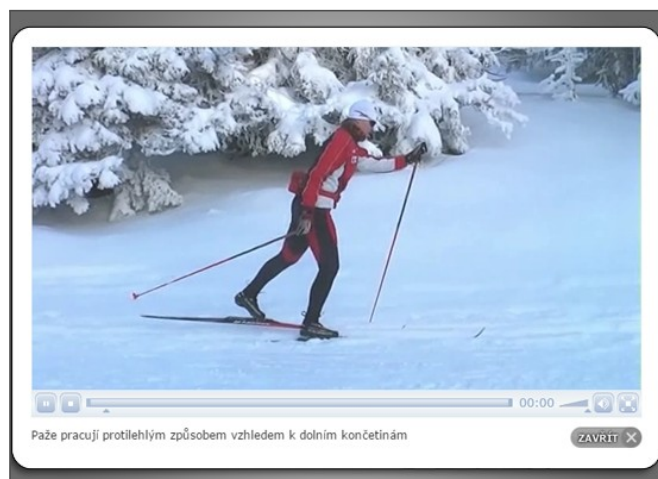 00:00
Paže pracují protilehlým způsobem vzhledem k dolním končetinám
ZAVŘÍT